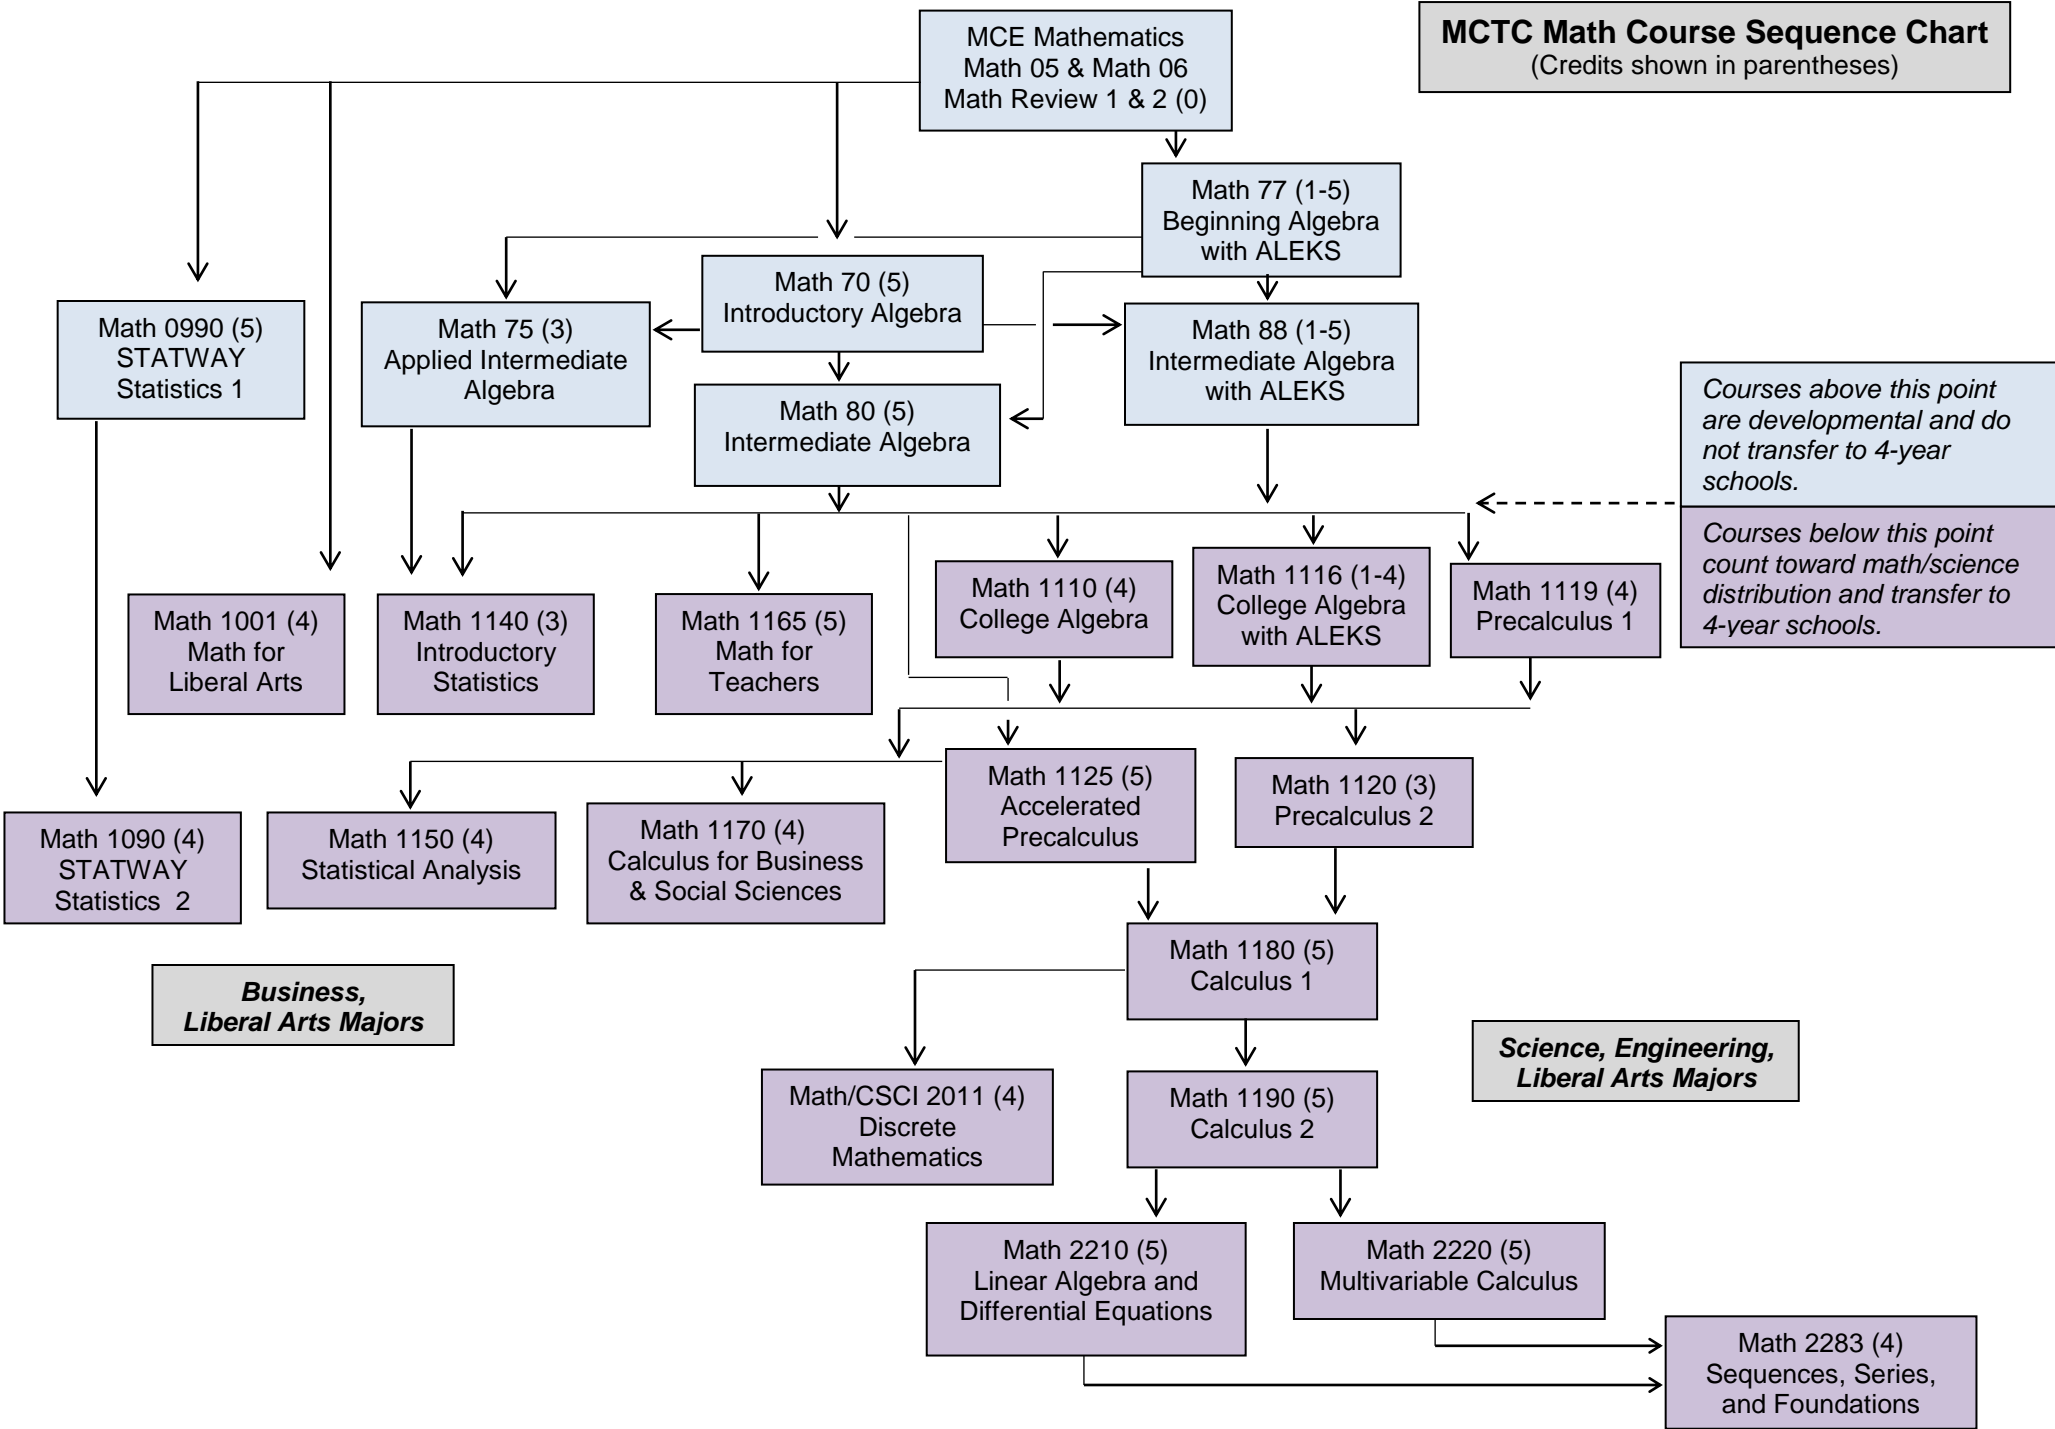 MCE Mathematics
Math 05 & Math 06
Math Review 1 & 2 (0)
MCTC Math Course Sequence Chart
(Credits shown in parentheses)
Math 77 (1-5)
Beginning Algebra
with ALEKS
Math 70 (5)
Introductory Algebra
Math 0990 (5)
STATWAY
Statistics 1
Math 75 (3)
Applied Intermediate
Algebra
Math 88 (1-5)
Intermediate Algebra
with ALEKS
Math 80 (5)
Intermediate Algebra
Courses above this point
are developmental and do
not transfer to 4-year
schools.
Courses below this point
count toward math/science
distribution and transfer to
4-year schools.
Math 1001 (4)
Math for
Liberal Arts
Math 1140 (3)
Introductory
Statistics
Math 1165 (5)
Math for
Teachers
Math 1110 (4)
College Algebra
Math 1116 (1-4)
College Algebra
with ALEKS
Math 1119 (4)
Precalculus 1
Math 1090 (4)
STATWAY
Statistics 2
Math 1150 (4)
Statistical Analysis
Math 1170 (4)
Calculus for Business
& Social Sciences
Math 1125 (5)
Accelerated
Precalculus
Math 1120 (3)
Precalculus 2
Math 1180 (5)
Calculus 1
Business,
Liberal Arts Majors
Science, Engineering,
Liberal Arts Majors
Math/CSCI 2011 (4)
Discrete
Mathematics
Math 1190 (5)
Calculus 2
Math 2210 (5)
Linear Algebra and
Differential Equations
Math 2220 (5)
Multivariable Calculus
Math 2283 (4)
Sequences, Series,
and Foundations